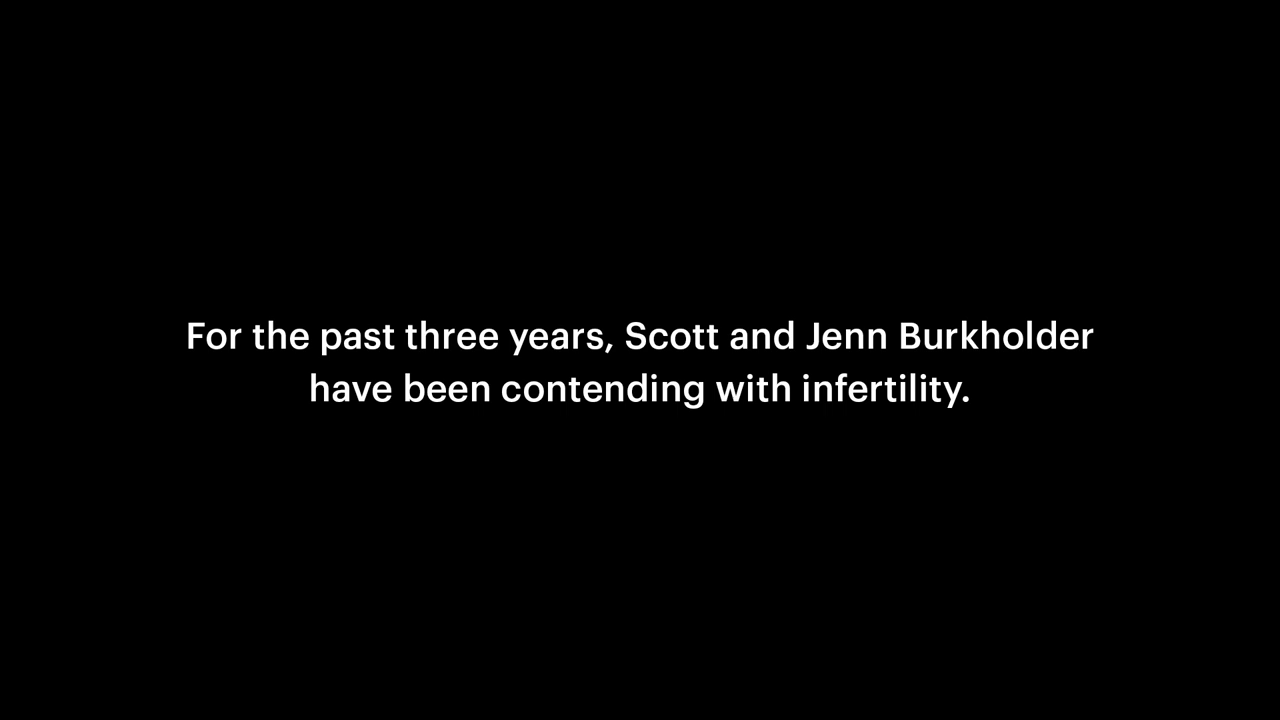 For the past three years, Scott and Jenn Burkholder
have been contending with infertility.